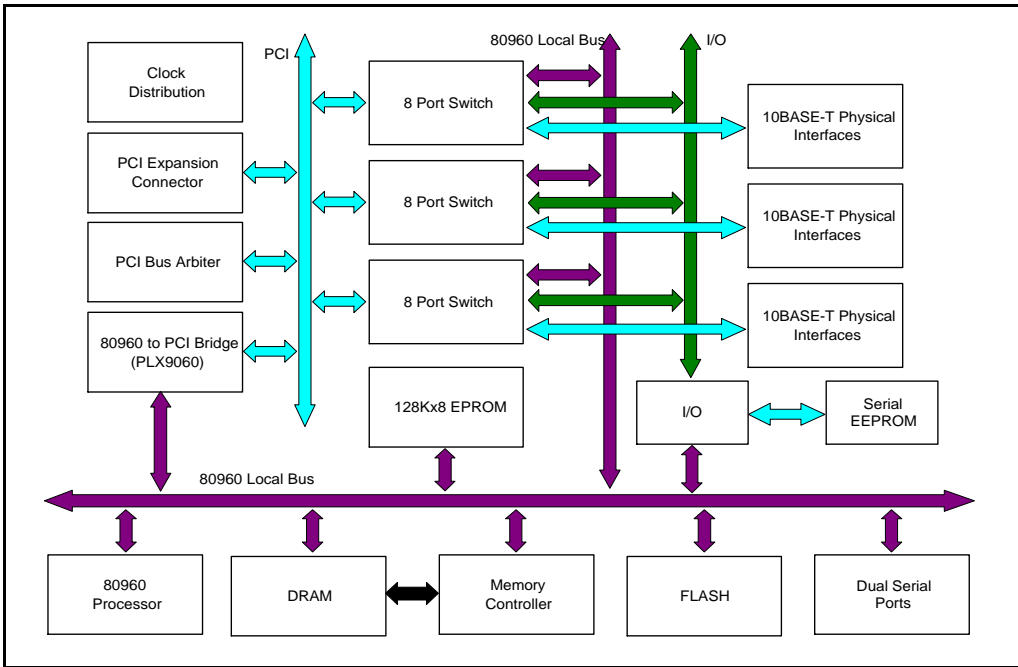 PCI
80960 Local Bus
I/O
Clock
Distribution
8 Port Switch
10BASE-T Physical
Interfaces
PCI Expansion
Connector
8 Port Switch
10BASE-T Physical
Interfaces
PCI Bus Arbiter
8 Port Switch
10BASE-T Physical
Interfaces
80960 to PCI Bridge
(PLX9060)
128Kx8 EPROM
I/O
Serial
EEPROM
80960 Local Bus
80960
Processor
DRAM
Memory
Controller
FLASH
Dual Serial
Ports